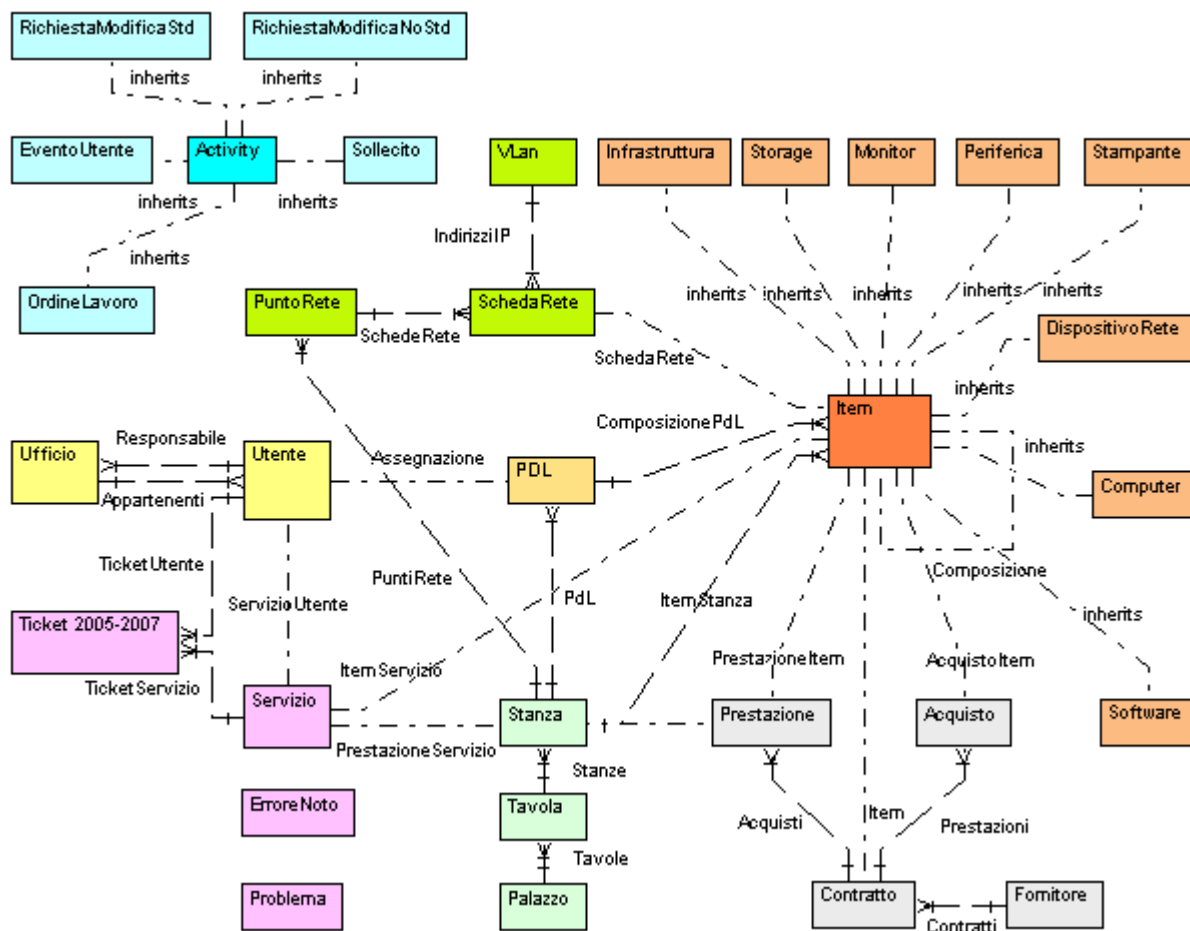 RichiestaModificaStd
RichiestaModificaNoStd
inherits
inherits
EventoUtente
Activity
Sollecito
VLan
Infrastruttura
Storage
Monitor
Periferica
Stampante
inherits
inherits
inherits
IndirizziIP
OrdineLavoro
PuntoRete
SchedaRete
inherits
inherits
inherits
inherits
inherits
DispositivoRete
SchedeRete
SchedaRete
inherits
Item
ComposizionePdL
Ufficio
Responsabile
Utente
Assegnazione
PDL
inherits
Computer
Appartenenti
TicketUtente
PuntiRete
PdL
ItemStanza
Composizione
ServizioUtente
Ticket 2005-2007
inherits
PrestazioneItem
AcquistoItem
ItemServizio
TicketServizio
Servizio
Stanza
Prestazione
Acquisto
Software
PrestazioneServizio
Stanze
ErroreNoto
Tavola
Acquisti
Item
Prestazioni
Tavole
Problema
Palazzo
Contratto
Fornitore
Contratti